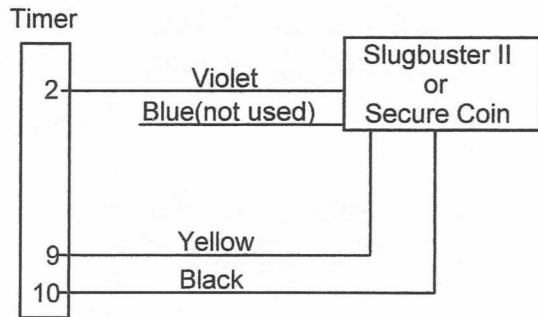 Timer
Slugbuster II
or
Secure Coin
2
Violet
Blue(not used)
9
Yellow
10
Black